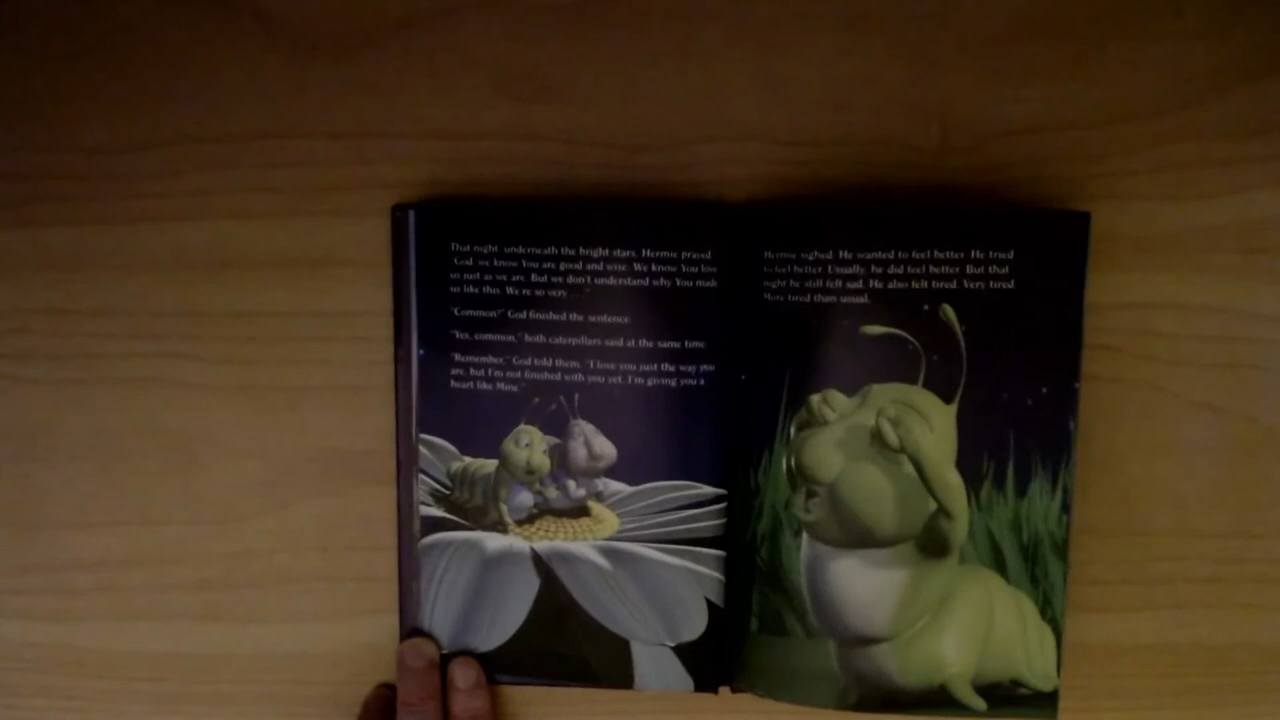 That night, underneath the bright stars, Hermie prayed,
"God, we know You are good and wise. We know You love
us just as we are. But we don't understand why You made
us like this. We're so very . . ."
"Common?" God finished the sentence.
"Yes, common," both caterpillars said at the same time.
"Remember," God told them, "I love you just the way you
are, but I'm not finished with you yet. I'm giving you a
heart like Mine."
Hermie sighed. He wanted to feel better. He tried
to feel better. Usually, he did feel better. But that
night he still felt sad. He also felt tired. Very tired.
More tired than usual.